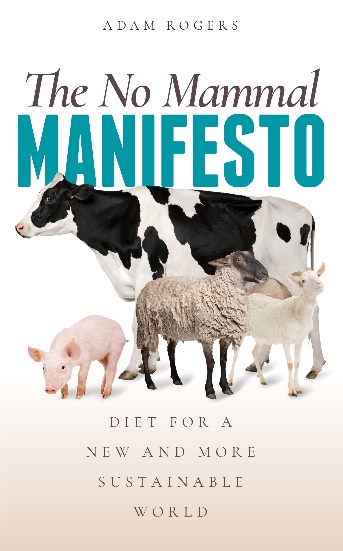 ADAM ROGERS
The No Mammal
MANIFESTO
DIET FOR A
NEW AND MORE
SUSTAINABLE
WORLD